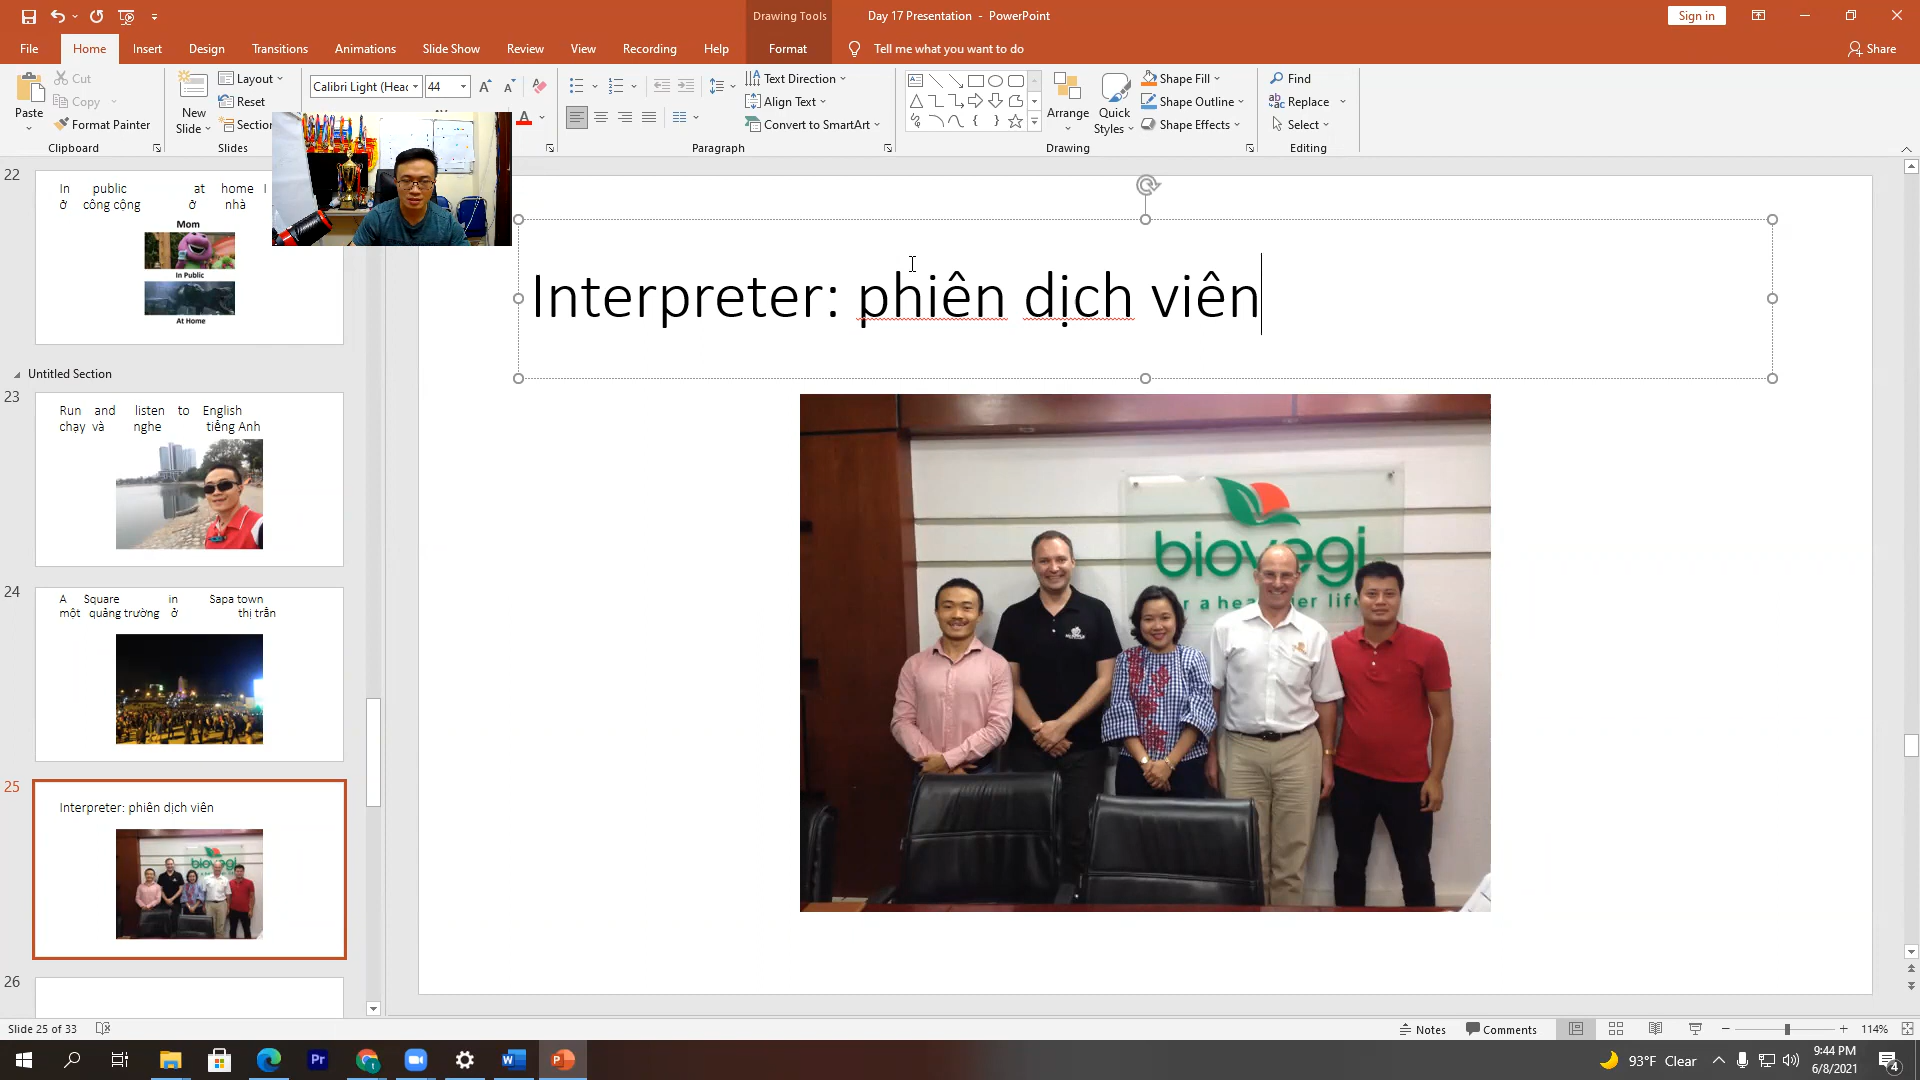 Drawing Tools
Day 17 Presentation - PowerPoint
Sign in
File
Home
Insert
Design
Transitions
Animations
Slide Show
Review
View
Recording
Help
Format
Tell me what you want to do
Share
Paste
Cut
Copy
Format Painter
Clipboard
New
Slide
Layout
Reset
Section
Slides
Calibri Light (Head
44
Text Direction
Align Text
Convert to SmartArt
Paragraph
Arrange
Quick
Styles
Shape Fill
Shape Outline
Shape Effects
Drawing
Find
Replace
Select
Editing
22
In public at home I
ở công cộng ở nhà
Mom
In Public
At Home
Untitled Section
23
Run and listen to English
chạy và nghe tiếng Anh
24
A Square in Sapa town
một quảng trường ở thị trấn
25
Interpreter: phiên dịch viên
biovegi
26
Interpreter: phiên dịch viên
biovegi
r a healthier life
Slide 25 of 33
Notes
Comments
114%
93°F Clear
9:44 PM
6/8/2021
4